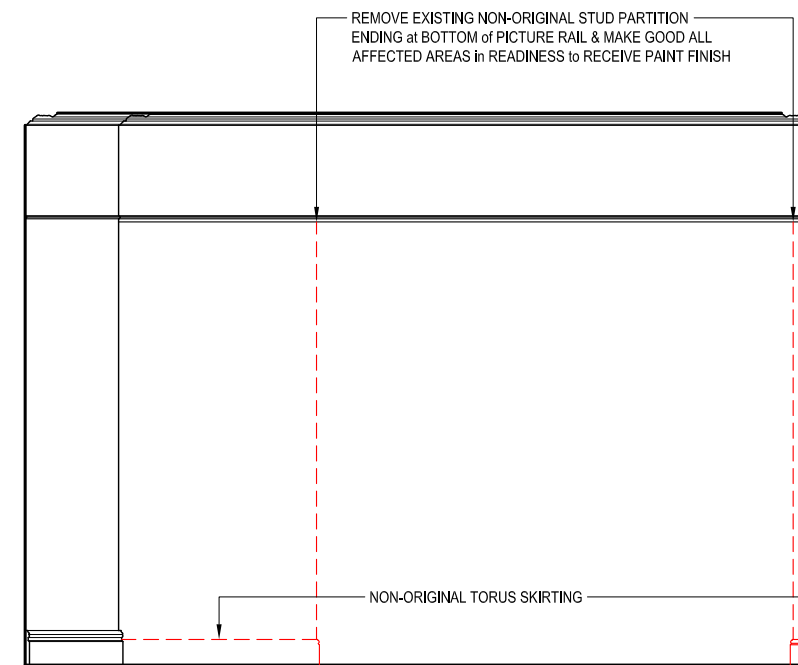 REMOVE EXISTING NON-ORIGINAL STUD PARTITION
ENDING at BOTTOM of PICTURE RAIL & MAKE GOOD ALL
AFFECTED AREAS in READINESS to RECEIVE PAINT FINISH
NON-ORIGINAL TORUS SKIRTING